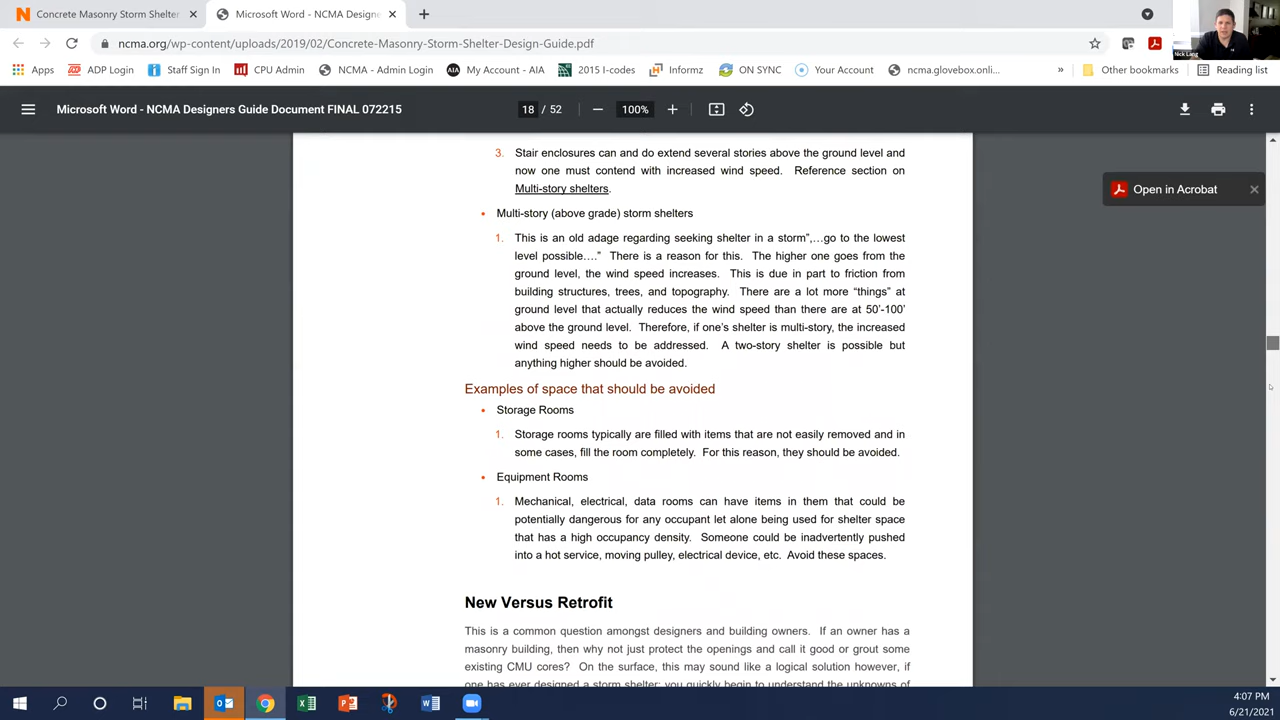 Concrete Masonry Storm Shelter
Microsoft Word - NCMA Designe
ncma.org/wp-content/uploads/2019/02/Concrete-Masonry-Storm-Shelter-Design-Guide.pdf
Nick Lang
Apps
ADP Login
Staff Sign In
CPU Admin
NCMA - Admin Login
My Account - AIA
2015 I-codes
Informz
ON SYNC
Your Account
ncma.glovebox.onli...
»
Other bookmarks
Reading list
Microsoft Word - NCMA Designers Guide Document FINAL 072215
18 / 52
100%
Open in Acrobat
3. Stair enclosures can and do extend several stories above the ground level and
now one must contend with increased wind speed. Reference section on
Multi-story shelters.
• Multi-story (above grade) storm shelters
1. This is an old adage regarding seeking shelter in a storm",…go to the lowest
level possible…." There is a reason for this. The higher one goes from the
ground level, the wind speed increases. This is due in part to friction from
building structures, trees, and topography. There are a lot more "things" at
ground level that actually reduces the wind speed than there are at 50'-100'
above the ground level. Therefore, if one's shelter is multi-story, the increased
wind speed needs to be addressed. A two-story shelter is possible but
anything higher should be avoided.
Examples of space that should be avoided
• Storage Rooms
1. Storage rooms typically are filled with items that are not easily removed and in
some cases, fill the room completely. For this reason, they should be avoided.
• Equipment Rooms
1. Mechanical, electrical, data rooms can have items in them that could be
potentially dangerous for any occupant let alone being used for shelter space
that has a high occupancy density. Someone could be inadvertently pushed
into a hot service, moving pulley, electrical device, etc. Avoid these spaces.
New Versus Retrofit
This is a common question amongst designers and building owners. If an owner has a
masonry building, then why not just protect the openings and call it good or grout some
existing CMU cores? On the surface, this may sound like a logical solution however, if
one has ever designed a storm shelter; you quickly begin to understand the unknowns of
4:07 PM
6/21/2021